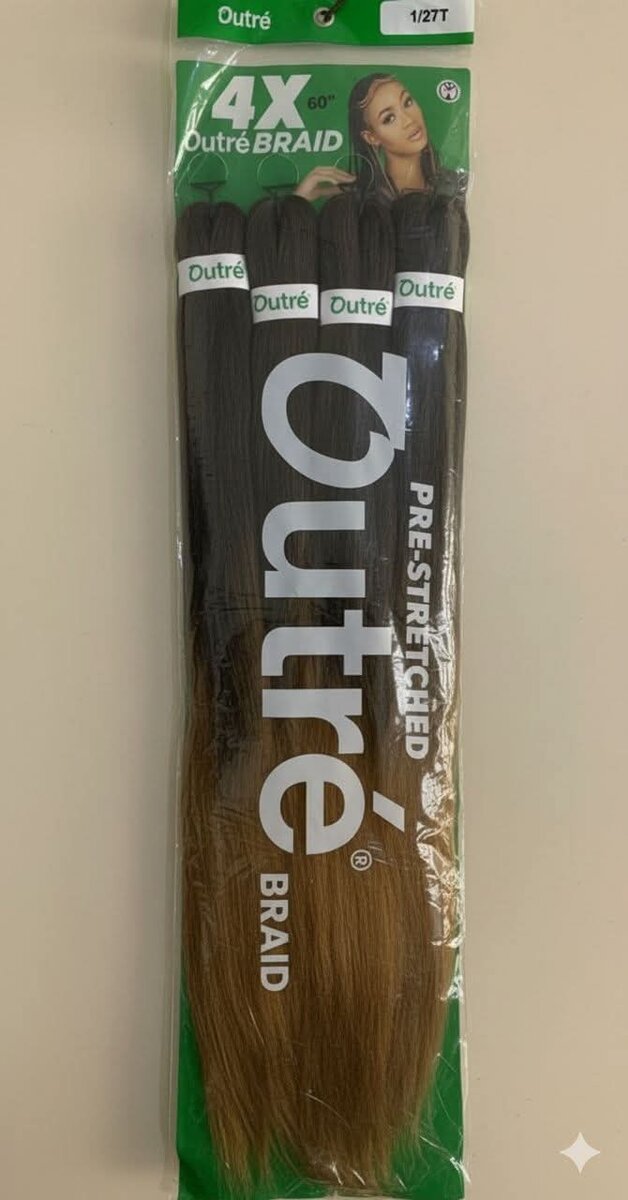 Outré
1/27T
4X 60"
Outré BRAID
Outré
Outré
Outré
Outré
Outré®
BRAID
PRE-STRETCHED